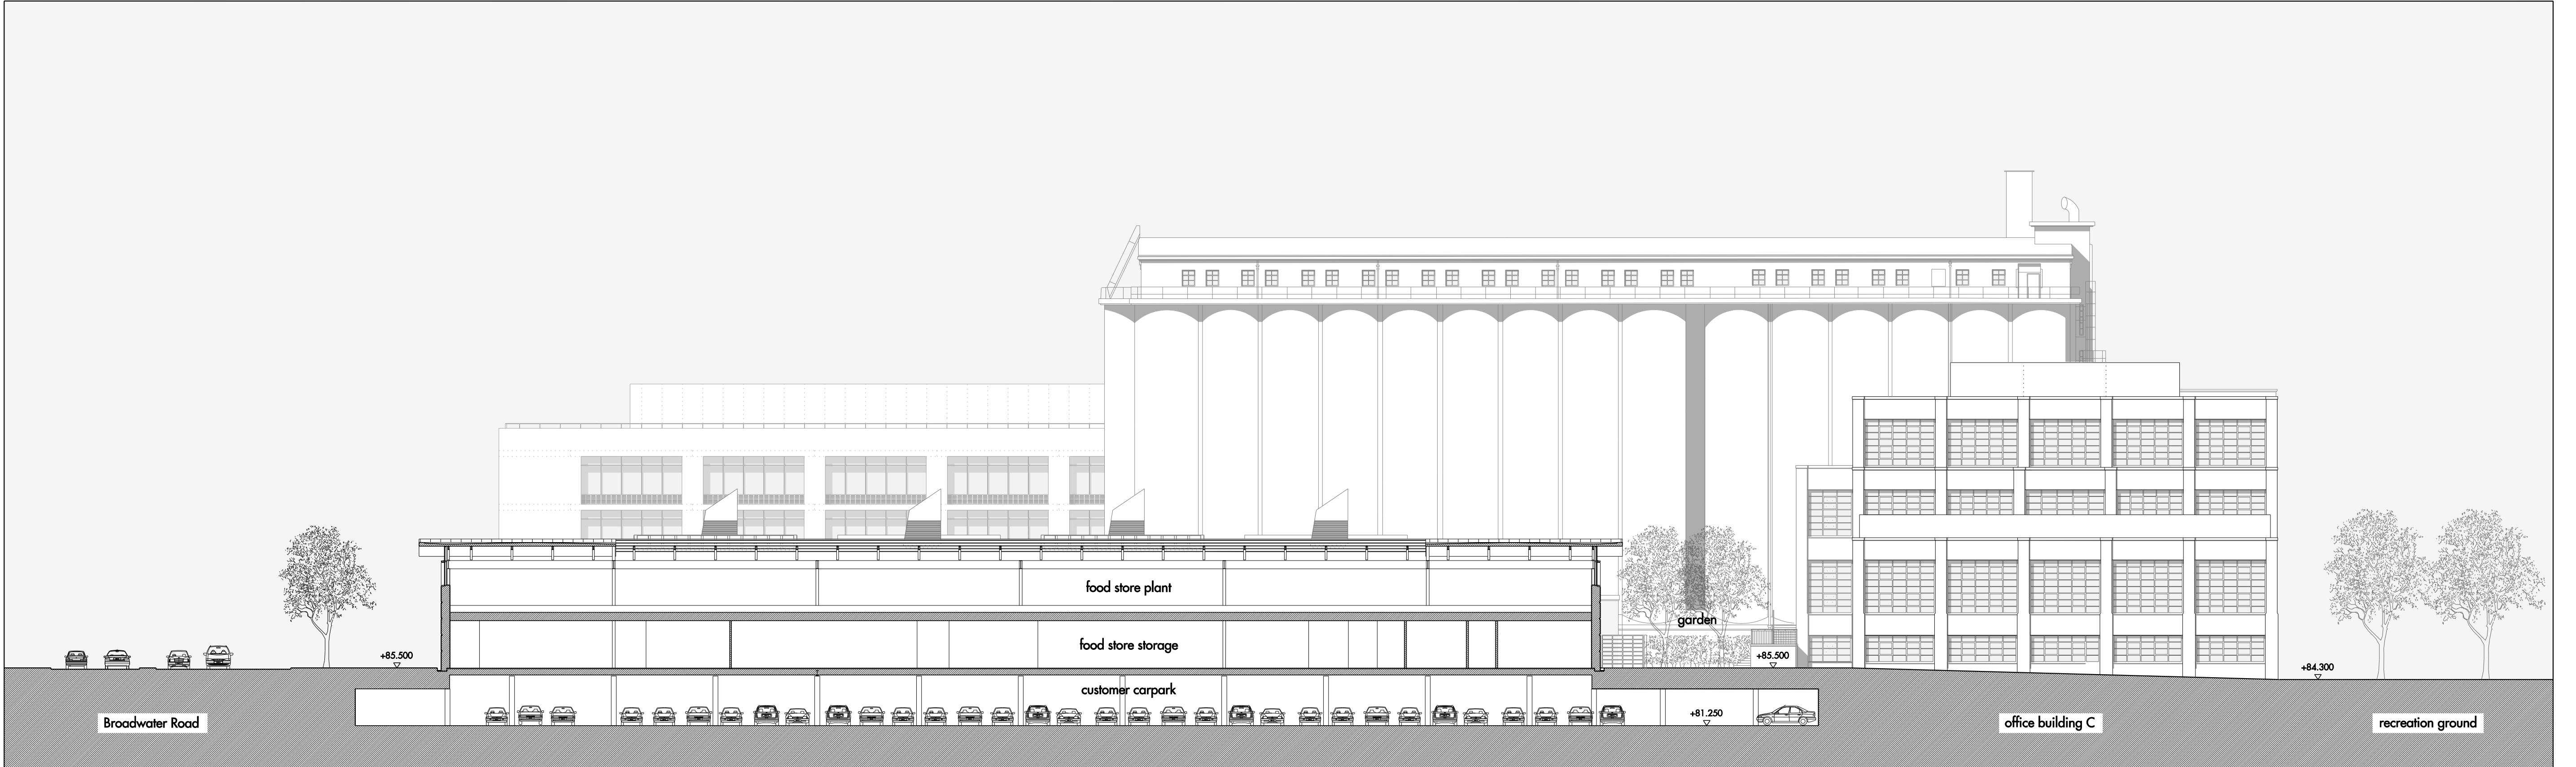 food store plant
garden
food store storage
+85.500
+85.500
+84.300
customer carpark
+81.250
Broadwater Road
office building C
recreation ground